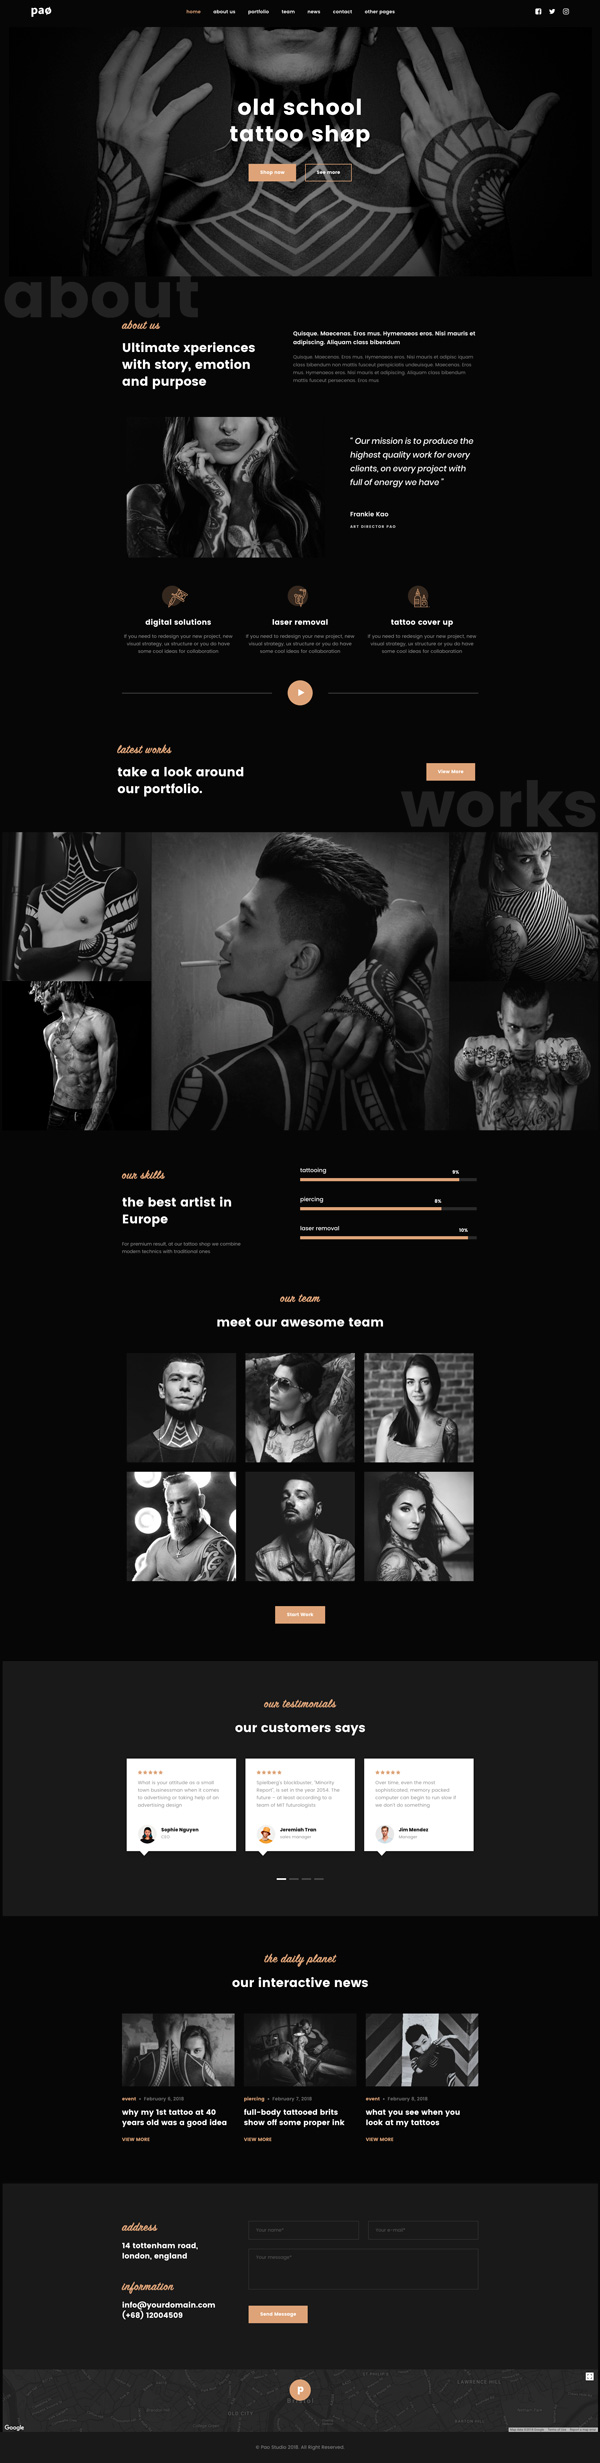 paø
home about us portfolio team news contact other pages
old school
tattoo shøp
Shop now See more
about
about us
Ultimate xperiences
with story, emotion
and purpose
Quisque. Maecenas. Eros mus. Hymenaeos eros. Nisi mauris et
adipiscing. Aliquam class bibendum
Quisque. Maecenas. Eros mus. Hymenaeos eros. Nisi mauris et adipisc iquam
class bibendum non mattis fusceut perspiciatis undeuisque. Maecenas. Eros
mus. Hymenaeos eros. Nisi mauris et adipiscing. Aliquam class bibendum
mattis fusceut persecenas. Eros mus
" Our mission is to produce the
highest quality work for every
clients, on every project with
full of energy we have "
Frankie Kao
ART DIRECTOR PAO
digital solutions
If you need to redesign your new project, new
visual strategy, ux structure or you do have
some cool ideas for collaboration
laser removal
If you need to redesign your new project, new
visual strategy, ux structure or you do have
some cool ideas for collaboration
tattoo cover up
If you need to redesign your new project, new
visual strategy, ux structure or you do have
some cool ideas for collaboration
latest works
take a look around
our portfolio.
View More
works
our skills
the best artist in
Europe
For premium result, at our tattoo shop we combine
modern technics with traditional ones
tattooing 9%
piercing 8%
laser removal 10%
our team
meet our awesome team
Start Work
our testimonials
our customers says
What is your attitude as a small
town businessman when it comes
to advertising or taking help of an
advertising design
Sophie Nguyen
CEO
Spielberg's blockbuster, "Minority
Report", is set in the year 2054. The
future – at least according to a
team of MIT futurologists
Jeremiah Tran
sales manager
Over time, even the most
sophisticated, memory packed
computer can begin to run slow if
we don't do something
Jim Mendez
Manager
the daily planet
our interactive news
event • February 6, 2018
why my 1st tattoo at 40
years old was a good idea
VIEW MORE
piercing • February 7, 2018
full-body tattooed brits
show off some proper ink
VIEW MORE
event • February 8, 2018
what you see when you
look at my tattoos
VIEW MORE
address
14 tottenham road,
london, england
information
info@yourdomain.com
(+68) 12004509
Your name*
Your e-mail*
Your message*
Send Message
ST PHILIPS
LAWRENCE HILL
p
Bristol
OLD CITY
BARTON HILL
Google
© Pao Studio 2018. All Right Reserved.